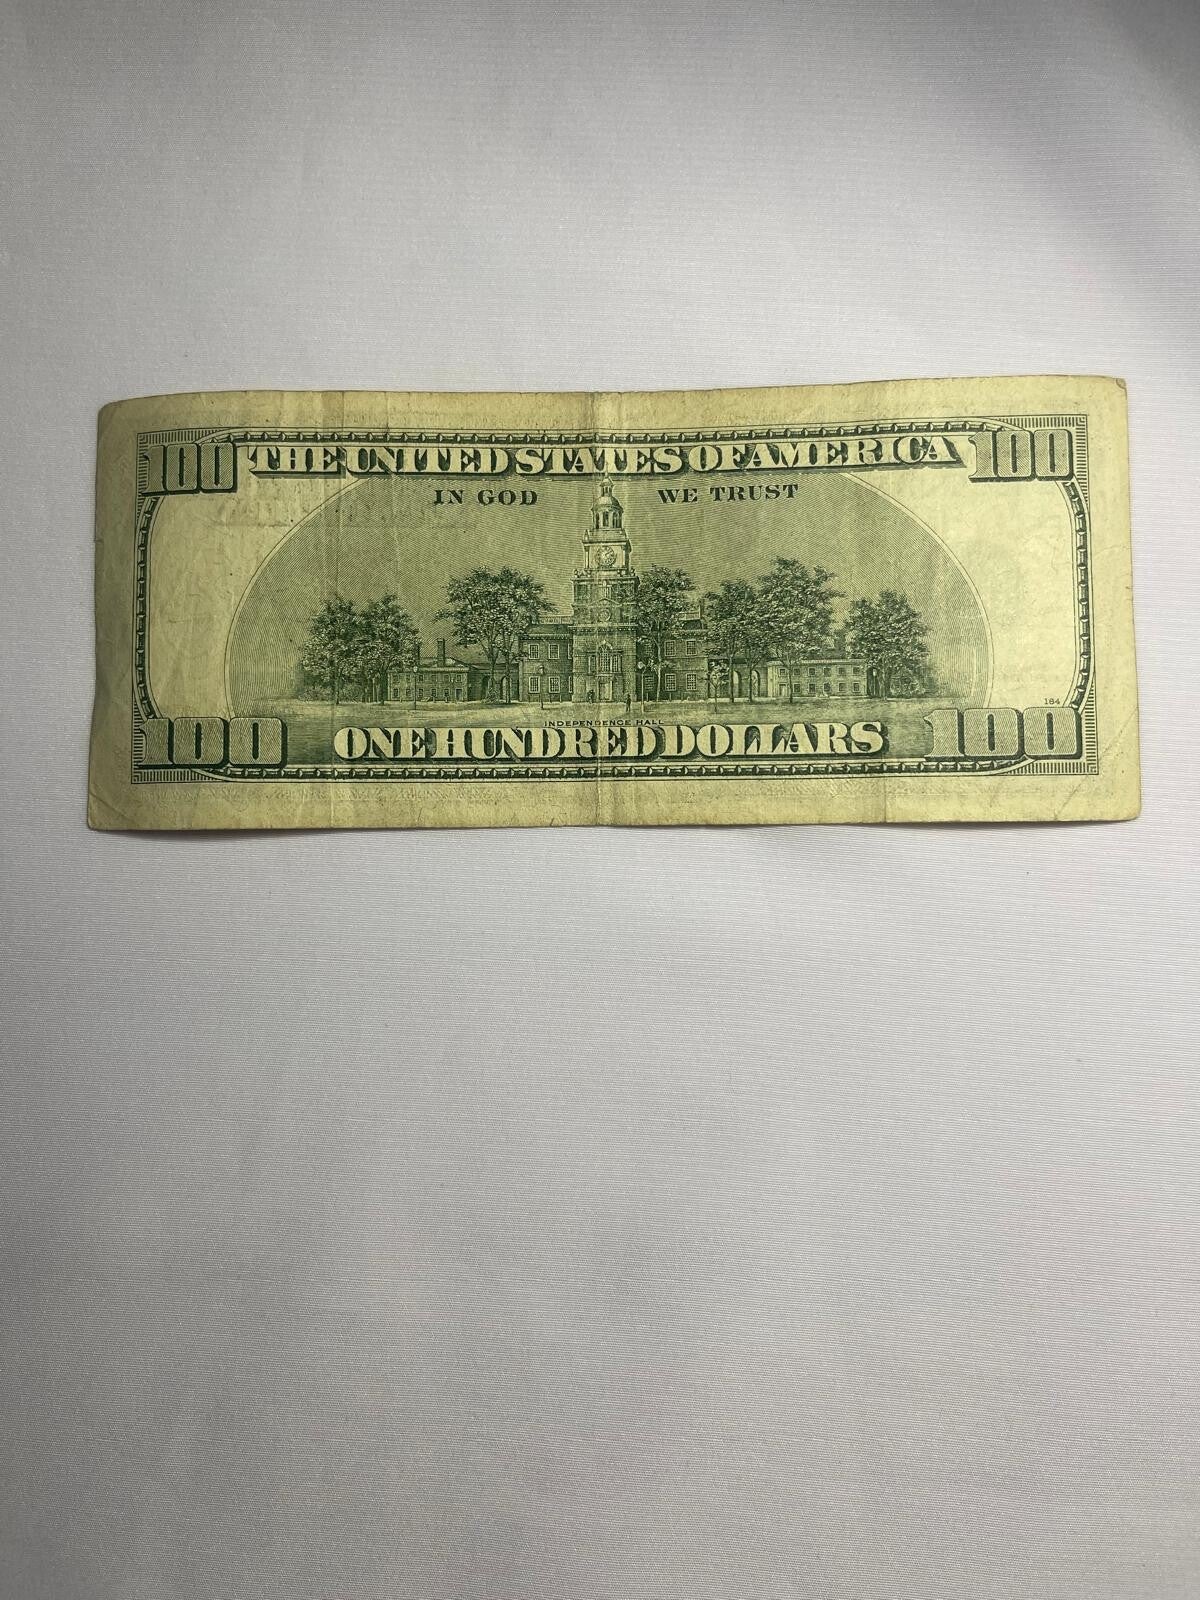 100 THE UNITED STATES OF AMERICA 100
IN GOD WE TRUST
184
INDEPENDENCE HALL
100 ONE HUNDRED DOLLARS 100